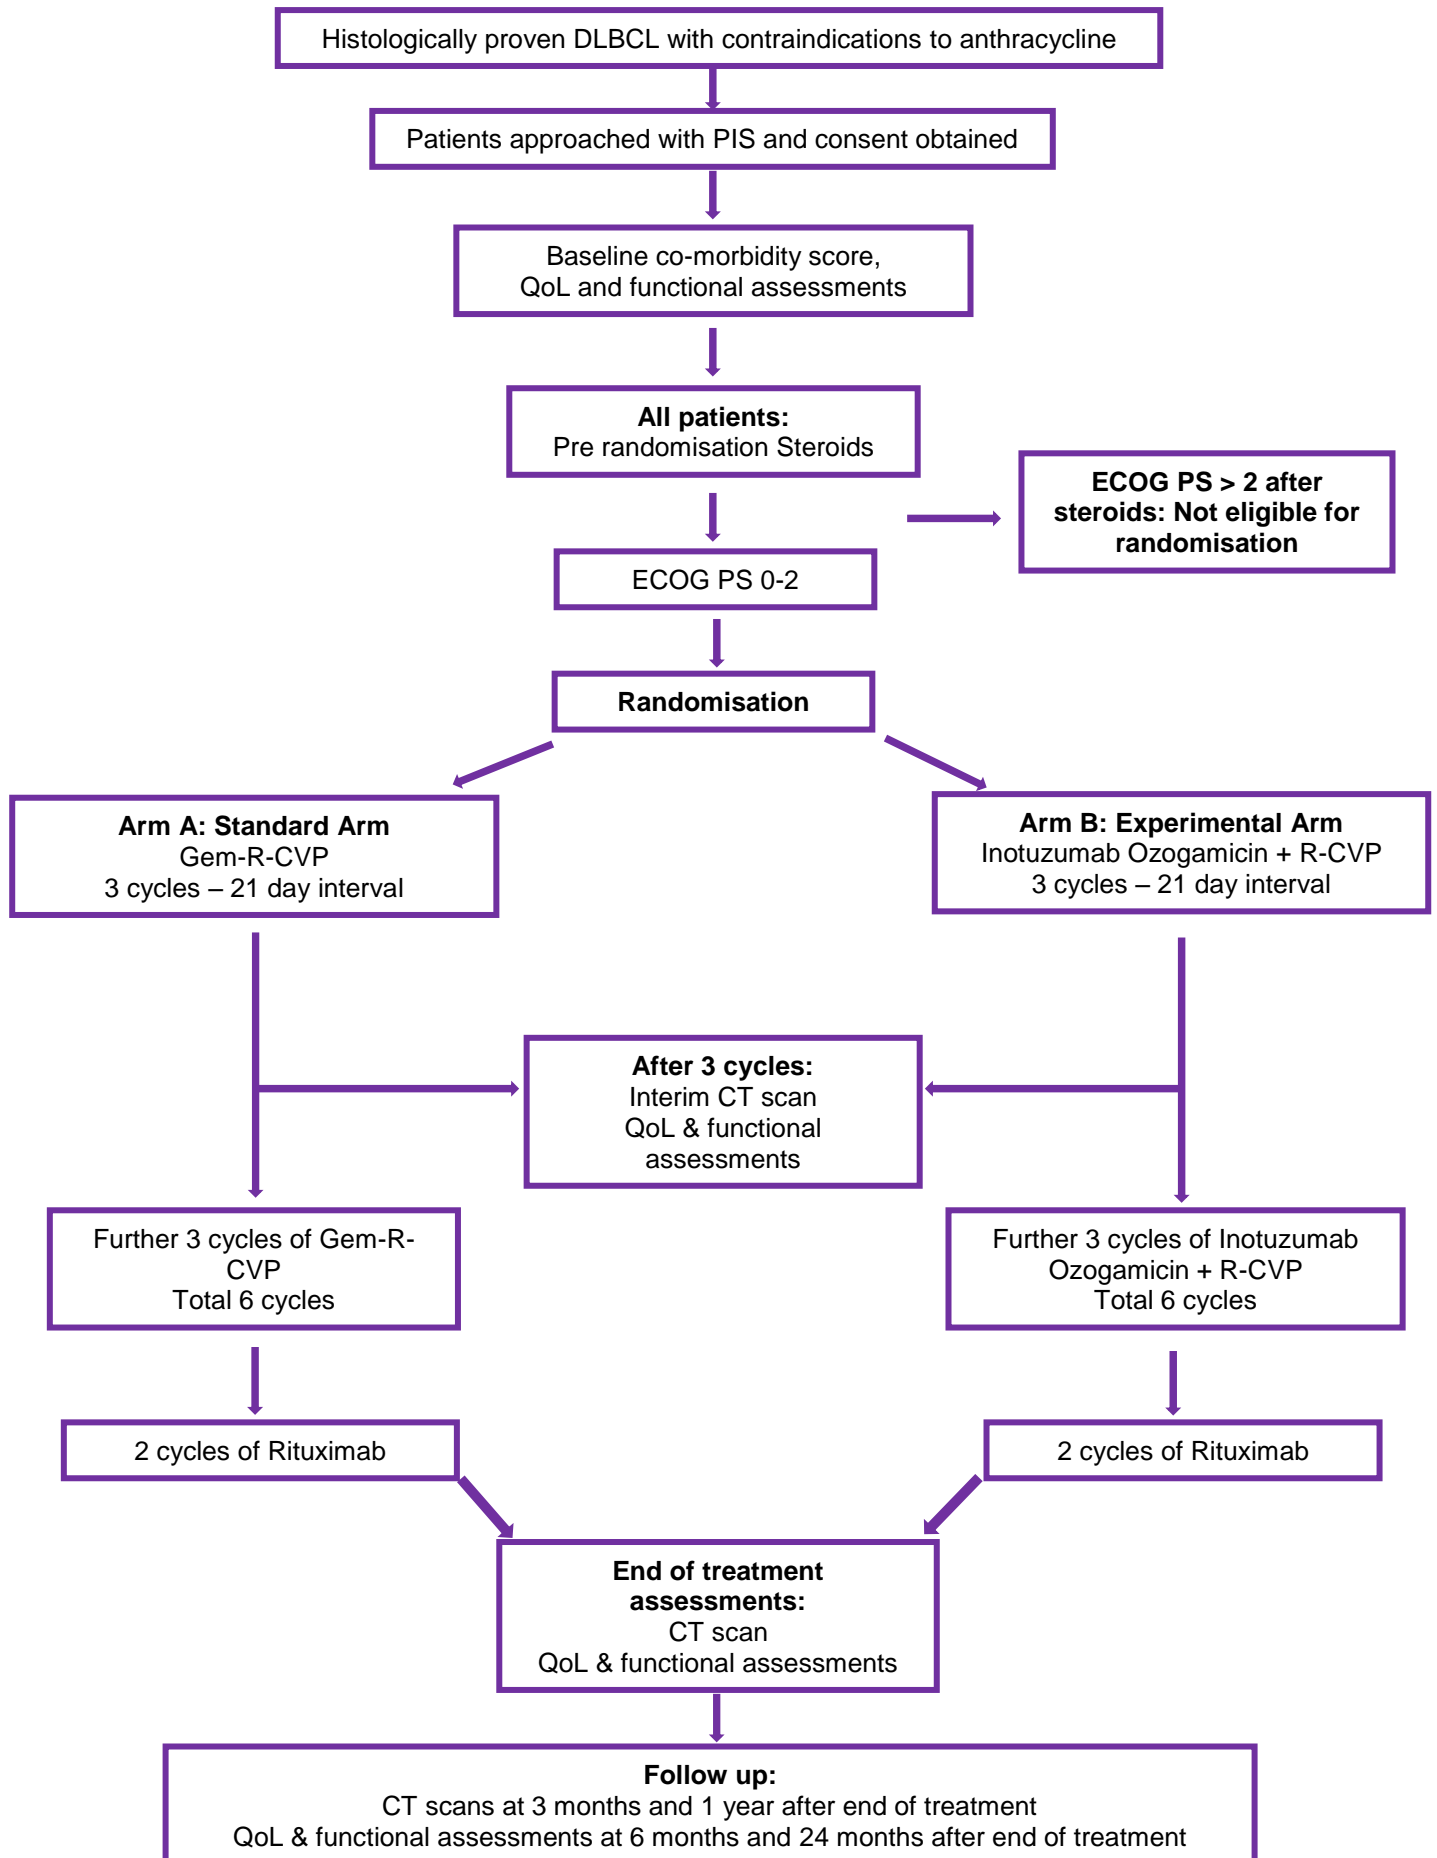 Histologically proven DLBCL with contraindications to anthracycline
Patients approached with PIS and consent obtained
Baseline co-morbidity score,
QoL and functional assessments
All patients:
Pre randomisation Steroids
ECOG PS > 2 after
steroids: Not eligible for
randomisation
ECOG PS 0-2
Randomisation
Arm A: Standard Arm
Gem-R-CVP
3 cycles – 21 day interval
Arm B: Experimental Arm
Inotuzumab Ozogamicin + R-CVP
3 cycles – 21 day interval
After 3 cycles:
Interim CT scan
QoL & functional
assessments
Further 3 cycles of Gem-R-
CVP
Total 6 cycles
Further 3 cycles of Inotuzumab
Ozogamicin + R-CVP
Total 6 cycles
2 cycles of Rituximab
2 cycles of Rituximab
End of treatment
assessments:
CT scan
QoL & functional assessments
Follow up:
CT scans at 3 months and 1 year after end of treatment
QoL & functional assessments at 6 months and 24 months after end of treatment